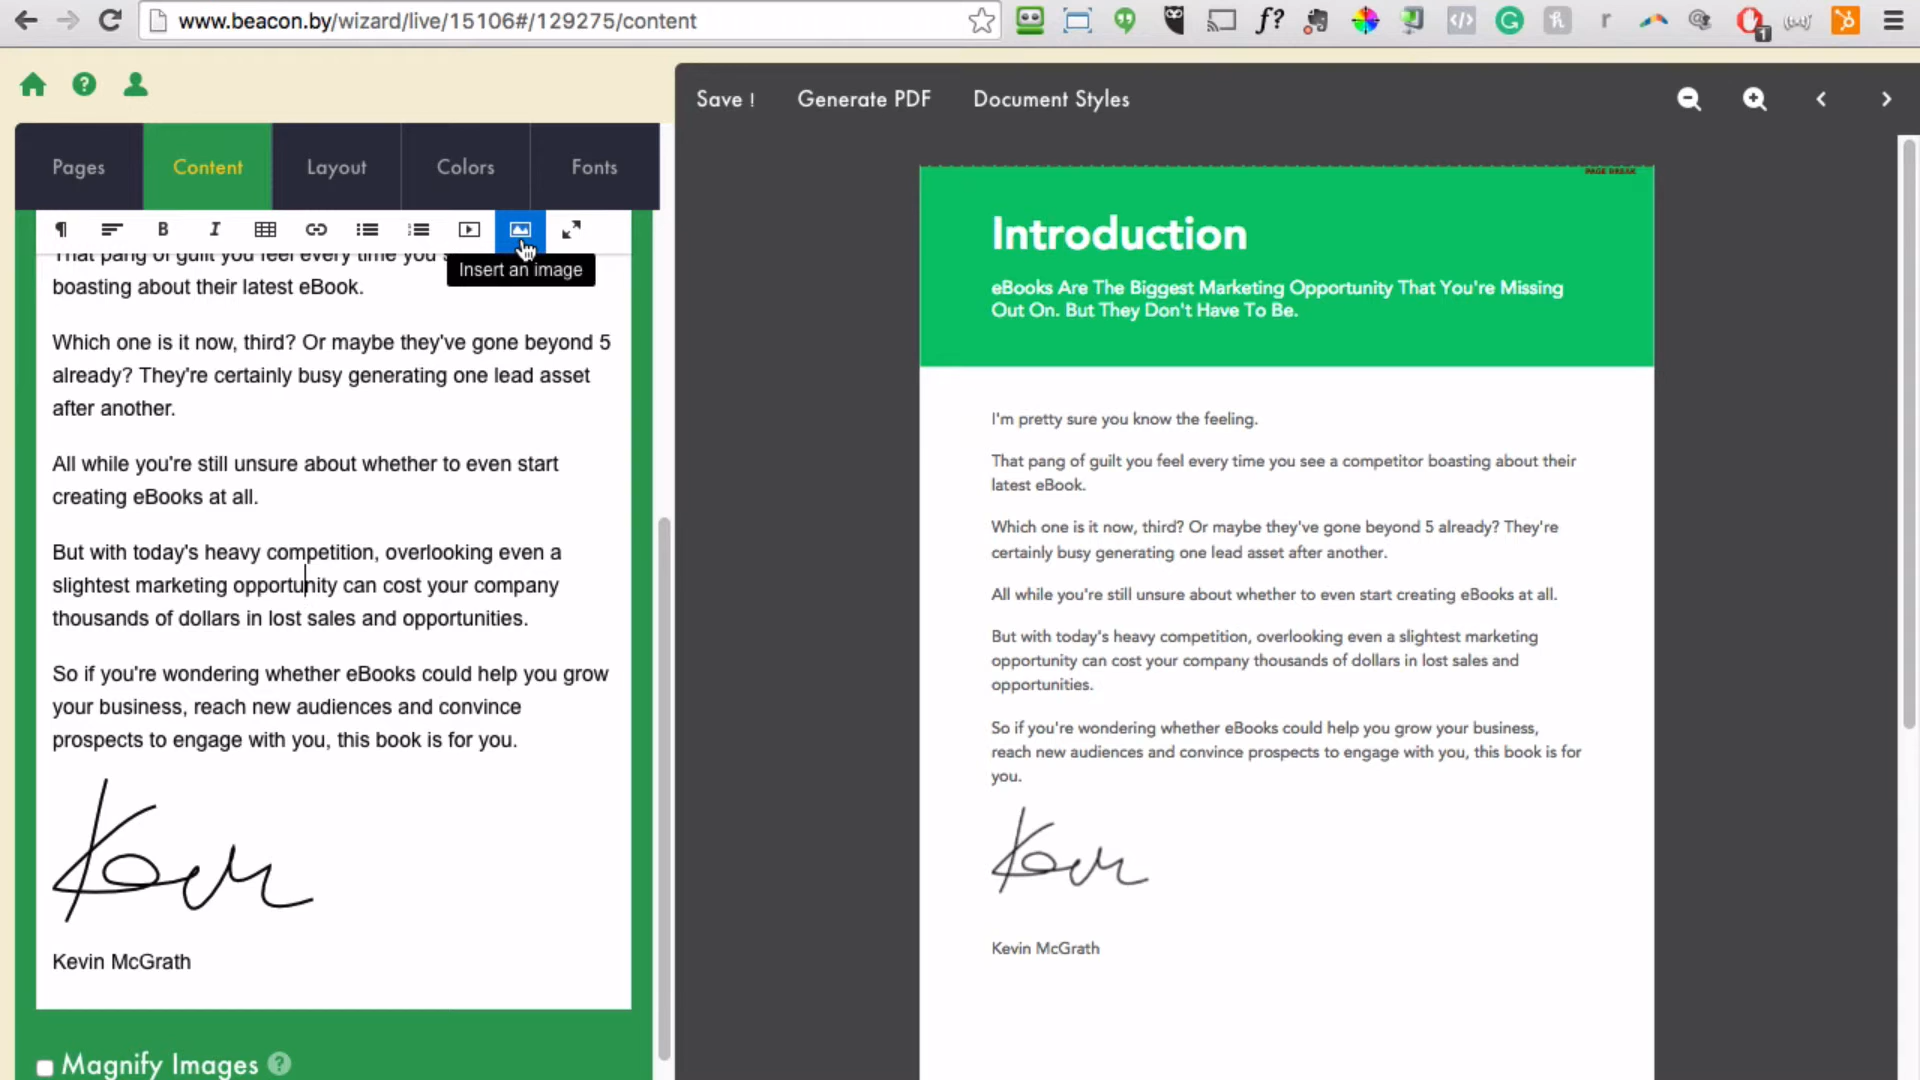 www.beacon.by/wizard/live/15106#/129275/content
Save !
Generate PDF
Document Styles
Pages
Content
Layout
Colors
Fonts
Insert an image
That pang of guilt you feel every time you
boasting about their latest eBook.
Which one is it now, third? Or maybe they've gone beyond 5
already? They're certainly busy generating one lead asset
after another.
All while you're still unsure about whether to even start
creating eBooks at all.
But with today's heavy competition, overlooking even a
slightest marketing opportunity can cost your company
thousands of dollars in lost sales and opportunities.
So if you're wondering whether eBooks could help you grow
your business, reach new audiences and convince
prospects to engage with you, this book is for you.
Kevin McGrath
Magnify Images ?
PAGE BREAK
Introduction
eBooks Are The Biggest Marketing Opportunity That You're Missing
Out On. But They Don't Have To Be.
I'm pretty sure you know the feeling.
That pang of guilt you feel every time you see a competitor boasting about their
latest eBook.
Which one is it now, third? Or maybe they've gone beyond 5 already? They're
certainly busy generating one lead asset after another.
All while you're still unsure about whether to even start creating eBooks at all.
But with today's heavy competition, overlooking even a slightest marketing
opportunity can cost your company thousands of dollars in lost sales and
opportunities.
So if you're wondering whether eBooks could help you grow your business,
reach new audiences and convince prospects to engage with you, this book is for
you.
Kevin McGrath